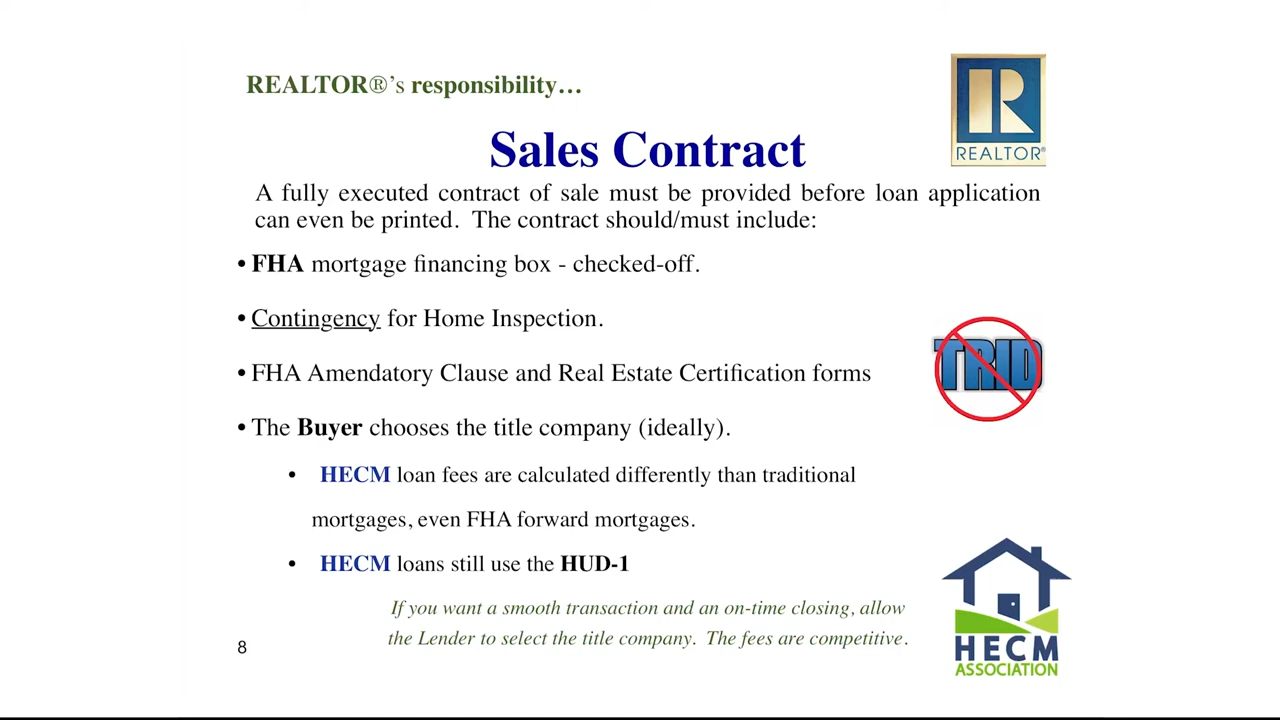 REALTOR®'s responsibility…
REALTOR®
Sales Contract
A fully executed contract of sale must be provided before loan application
can even be printed. The contract should/must include:
• FHA mortgage financing box - checked-off.
• Contingency for Home Inspection.
TRID
• FHA Amendatory Clause and Real Estate Certification forms
• The Buyer chooses the title company (ideally).
• HECM loan fees are calculated differently than traditional
mortgages, even FHA forward mortgages.
• HECM loans still use the HUD-1
If you want a smooth transaction and an on-time closing, allow
the Lender to select the title company. The fees are competitive.
8
HECM
ASSOCIATION